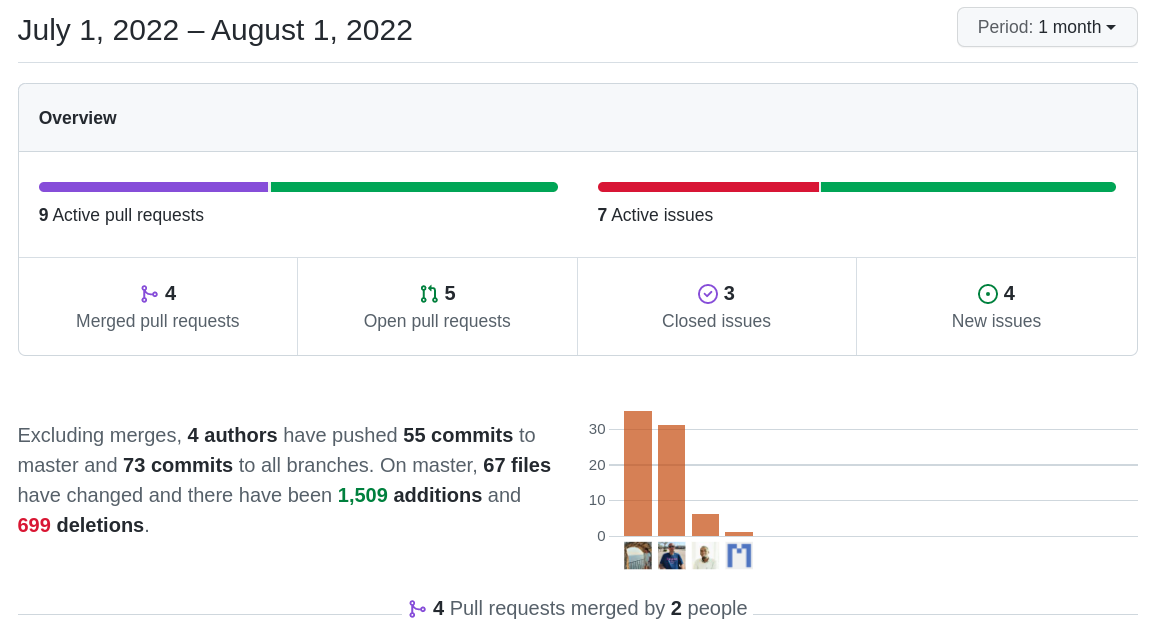 July 1, 2022 – August 1, 2022
Period: 1 month
Overview
9 Active pull requests
7 Active issues
4
Merged pull requests
5
Open pull requests
3
Closed issues
4
New issues
Excluding merges, 4 authors have pushed 55 commits to
master and 73 commits to all branches. On master, 67 files
have changed and there have been 1,509 additions and
699 deletions.
30
20
10
0
4 Pull requests merged by 2 people